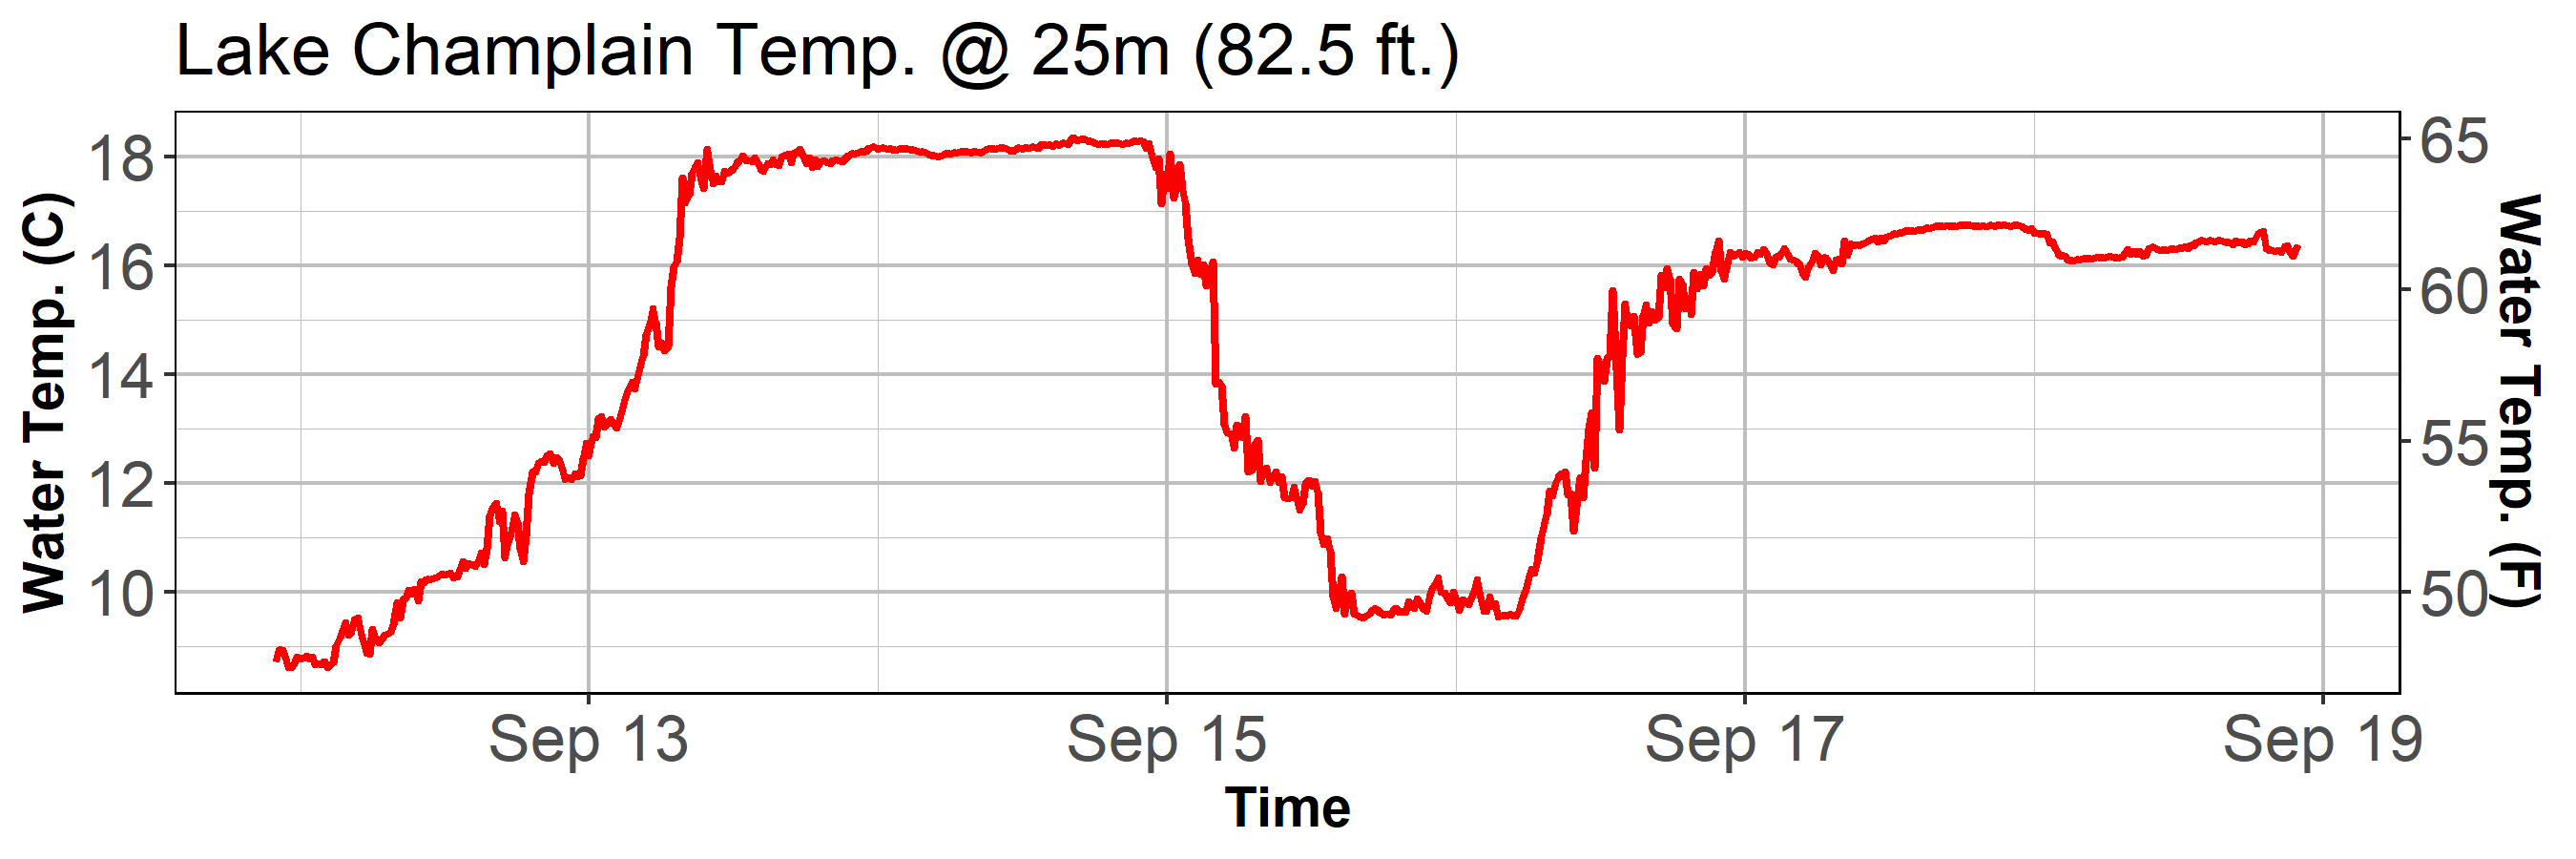 Lake Champlain Temp. @ 25m (82.5 ft.)
Water Temp. (C)
18
16
14
12
10
65
60
55
50
Water Temp. (F)
Sep 13 Sep 15 Sep 17 Sep 19
Time